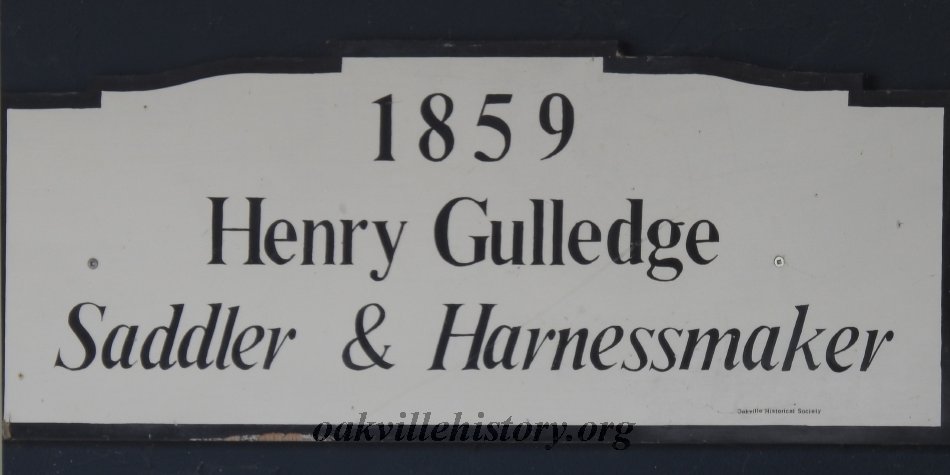 1859
Henry Gulledge
Saddler & Harnessmaker
Oakville Historical Society
oakvillehistory.org